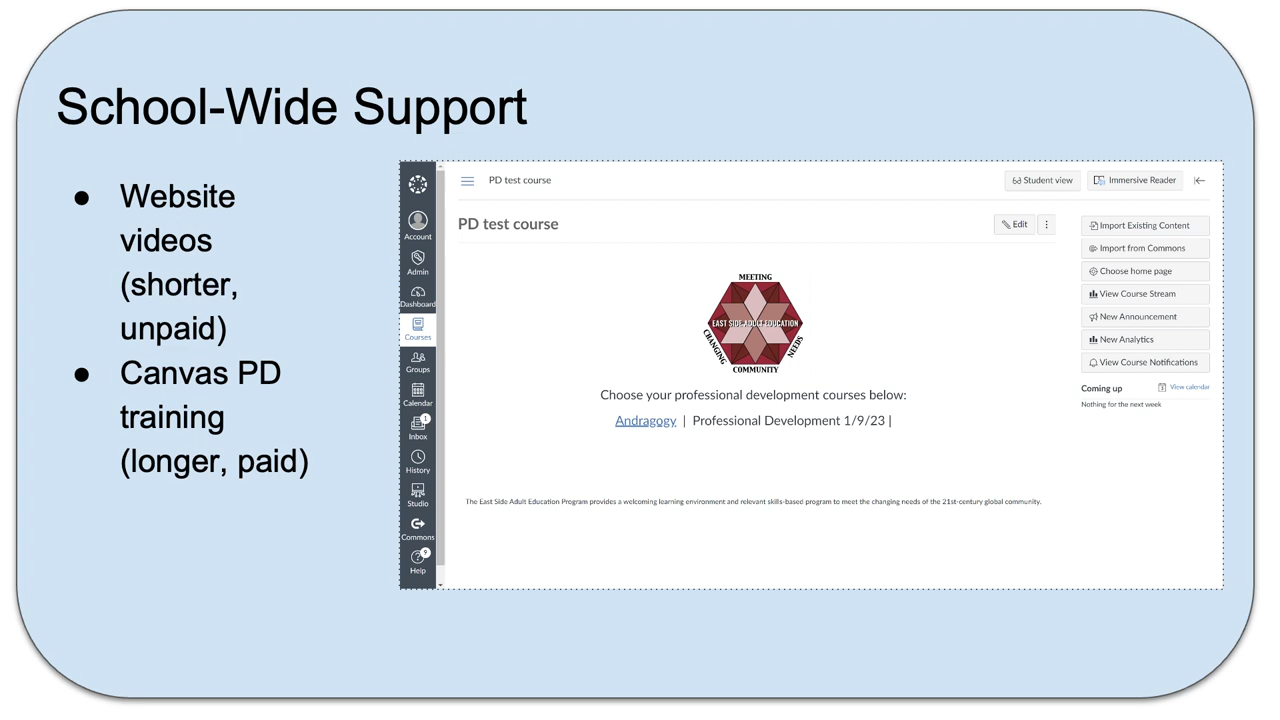 School-Wide Support
● Website
videos
(shorter,
unpaid)
● Canvas PD
training
(longer, paid)
Account
Admin
Dashboard
Courses
Groups
Calendar
1
Inbox
History
Studio
Commons
9
Help
PD test course
Student view
Immersive Reader
PD test course
Edit
MEETING
EAST SIDE ADULT EDUCATION
CHANGING
NEEDS
COMMUNITY
Choose your professional development courses below:
Andragogy | Professional Development 1/9/23 |
The East Side Adult Education Program provides a welcoming learning environment and relevant skills-based program to meet the changing needs of the 21st-century global community.
Import Existing Content
Import from Commons
Choose home page
View Course Stream
New Announcement
New Analytics
View Course Notifications
Coming up
View calendar
Nothing for the next week